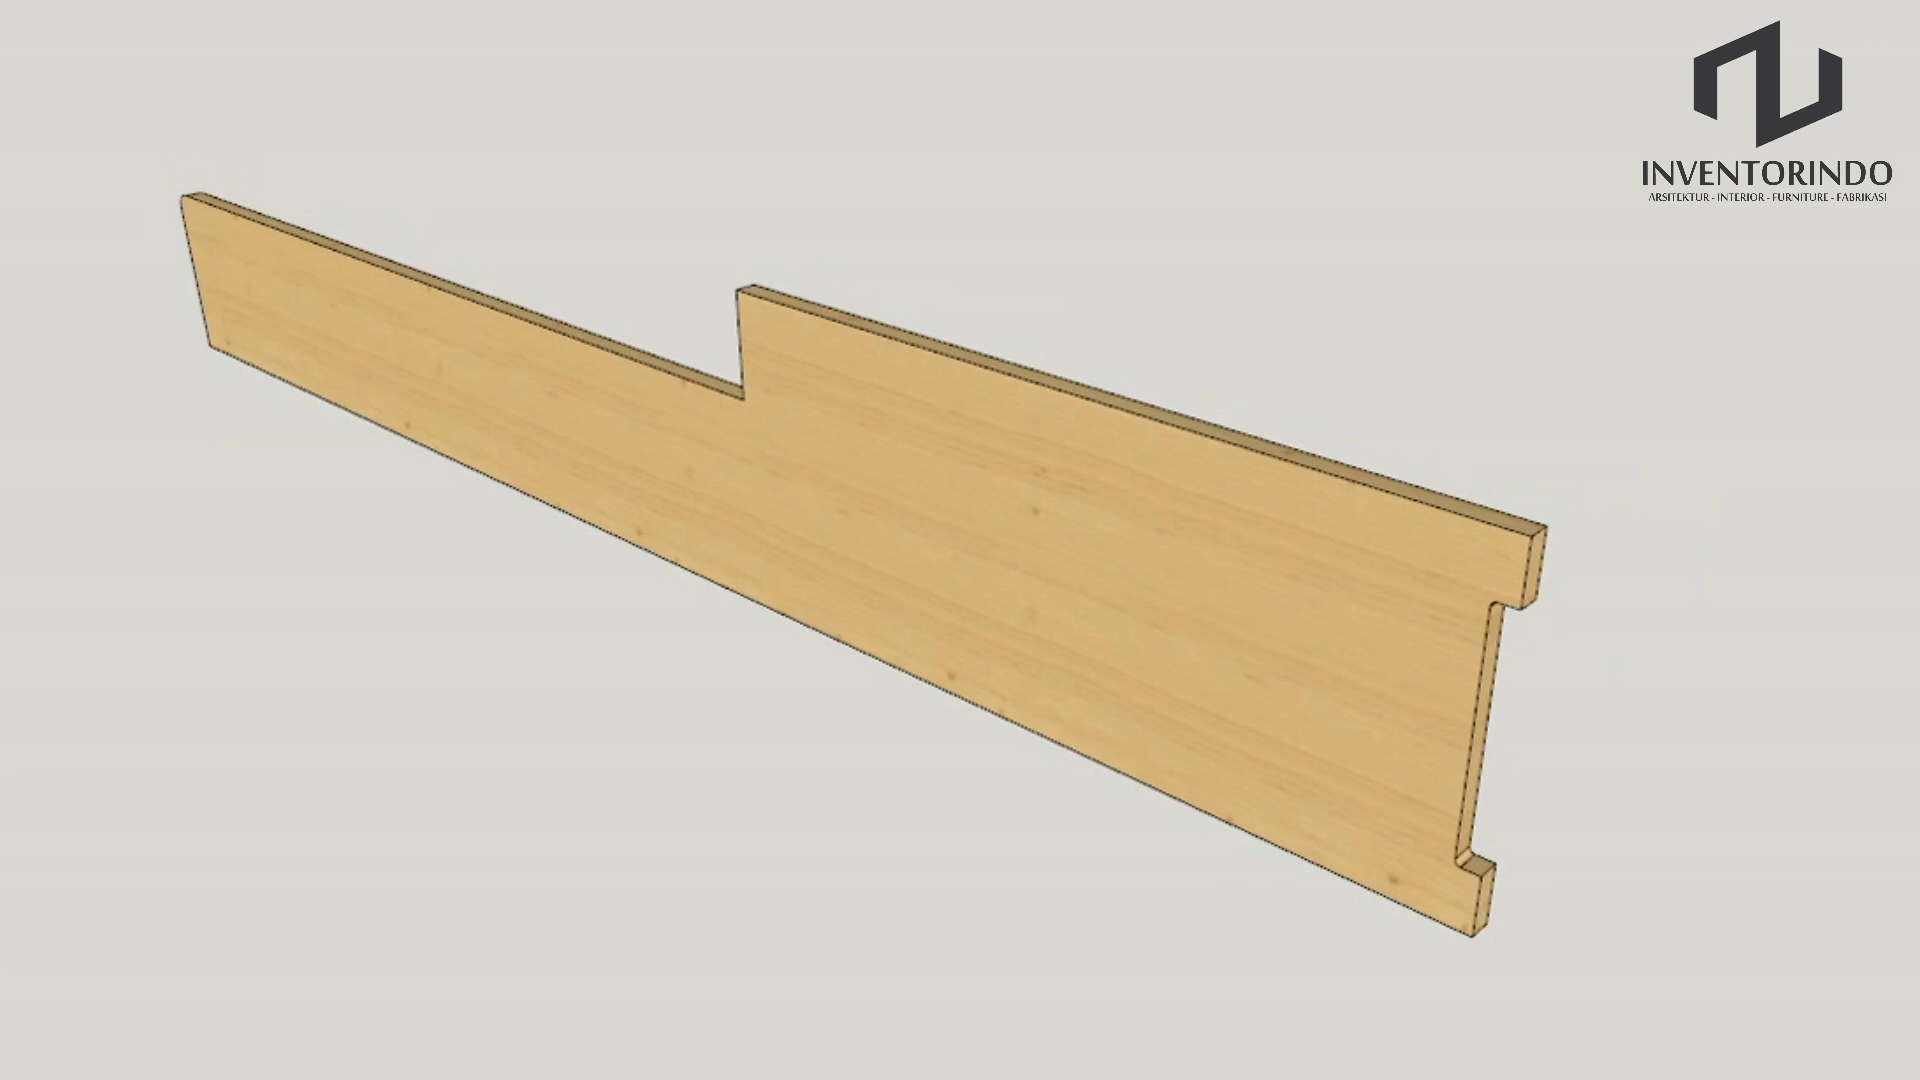 INVENTORINDO
ARSITEKTUR - INTERIOR - FURNITURE - FABRIKASI